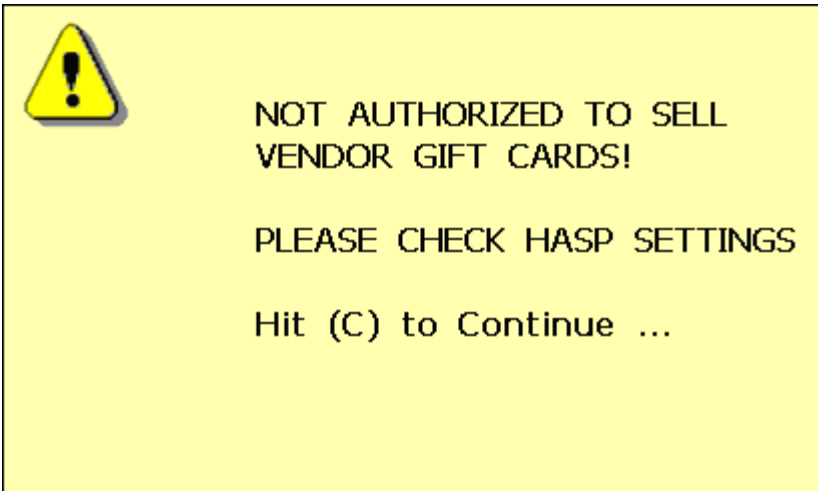 NOT AUTHORIZED TO SELL
VENDOR GIFT CARDS!
PLEASE CHECK HASP SETTINGS
Hit (C) to Continue ...